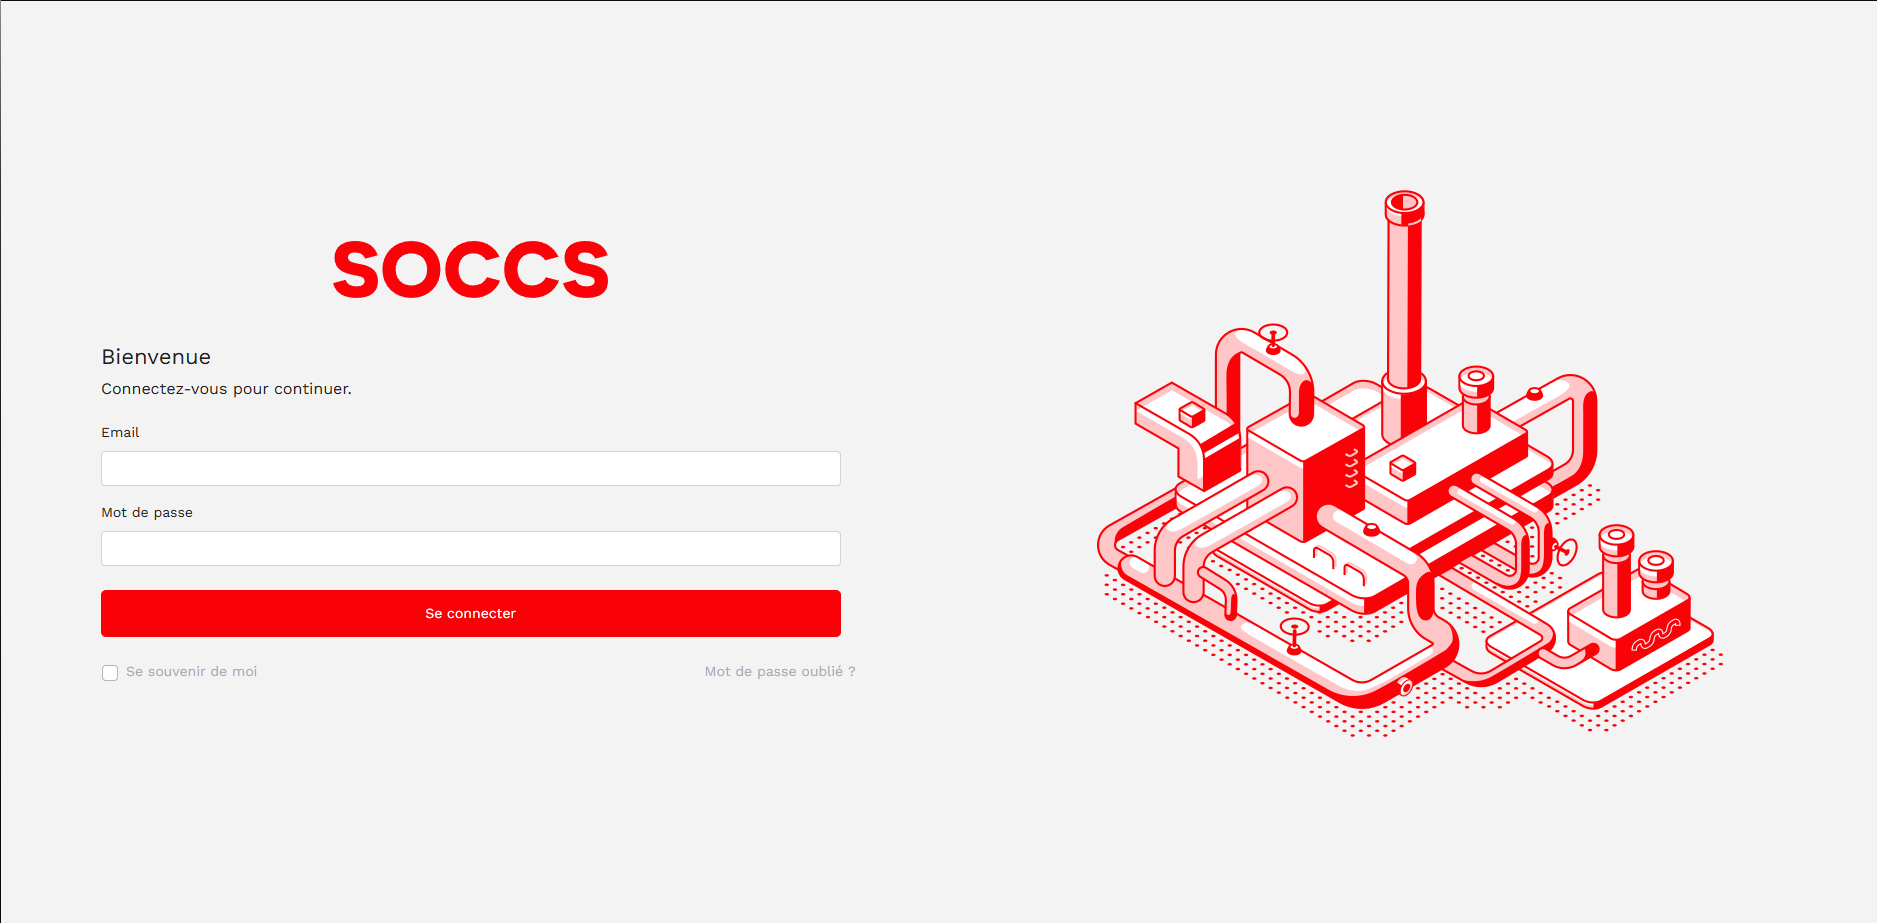 SOCCS
Bienvenue
Connectez-vous pour continuer.
Email
Mot de passe
Se connecter
Se souvenir de moi
Mot de passe oublié ?